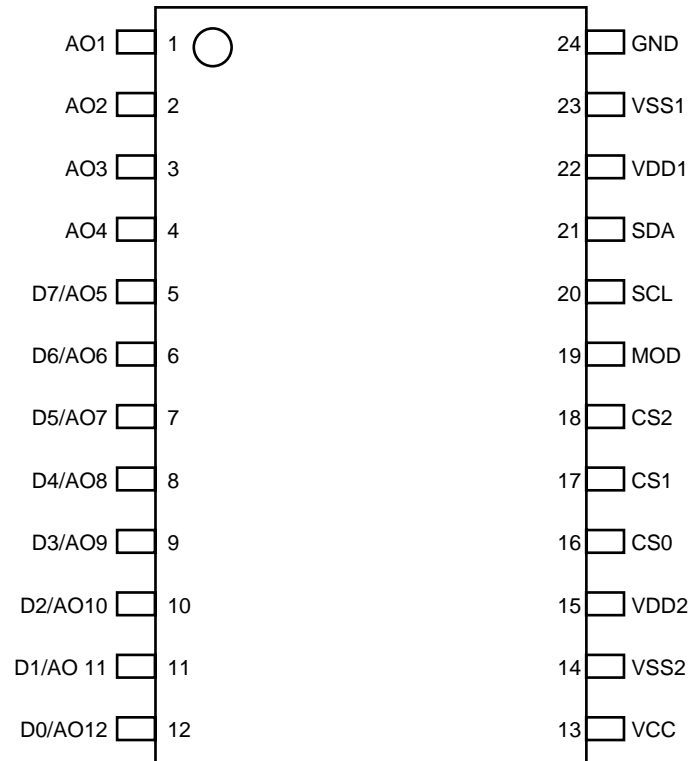 AO1 1 24 GND
AO2 2 23 VSS1
AO3 3 22 VDD1
AO4 4 21 SDA
D7/AO5 5 20 SCL
D6/AO6 6 19 MOD
D5/AO7 7 18 CS2
D4/AO8 8 17 CS1
D3/AO9 9 16 CS0
D2/AO10 10 15 VDD2
D1/AO 11 11 14 VSS2
D0/AO12 12 13 VCC